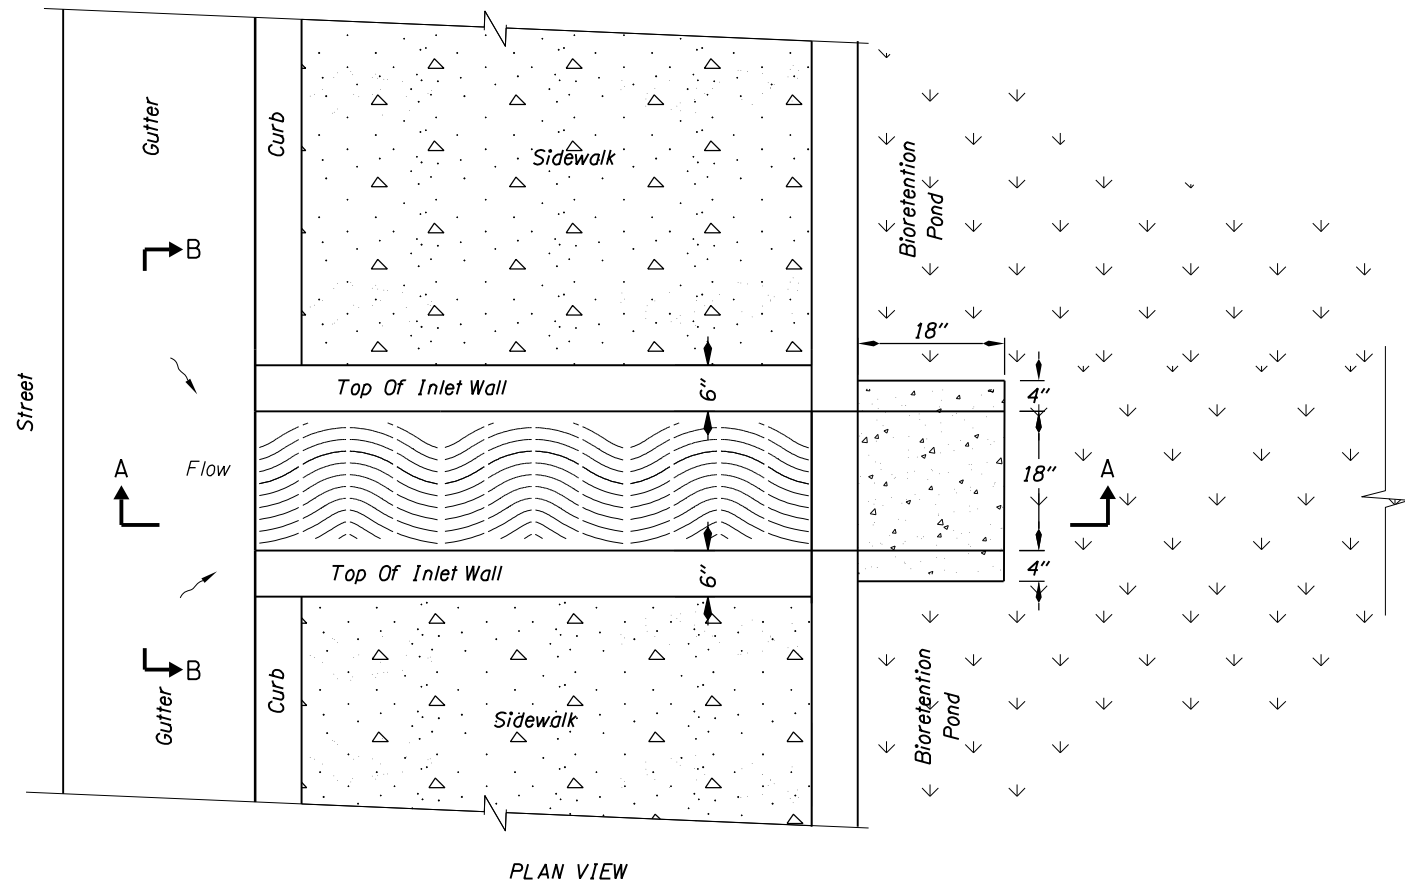 Gutter
Curb
Sidewalk
Bioretention
Pond
B
18"
Street
Top Of Inlet Wall
6"
4"
A
Flow
18"
A
Top Of Inlet Wall
6"
4"
B
Gutter
Curb
Sidewalk
Bioretention
Pond
PLAN VIEW